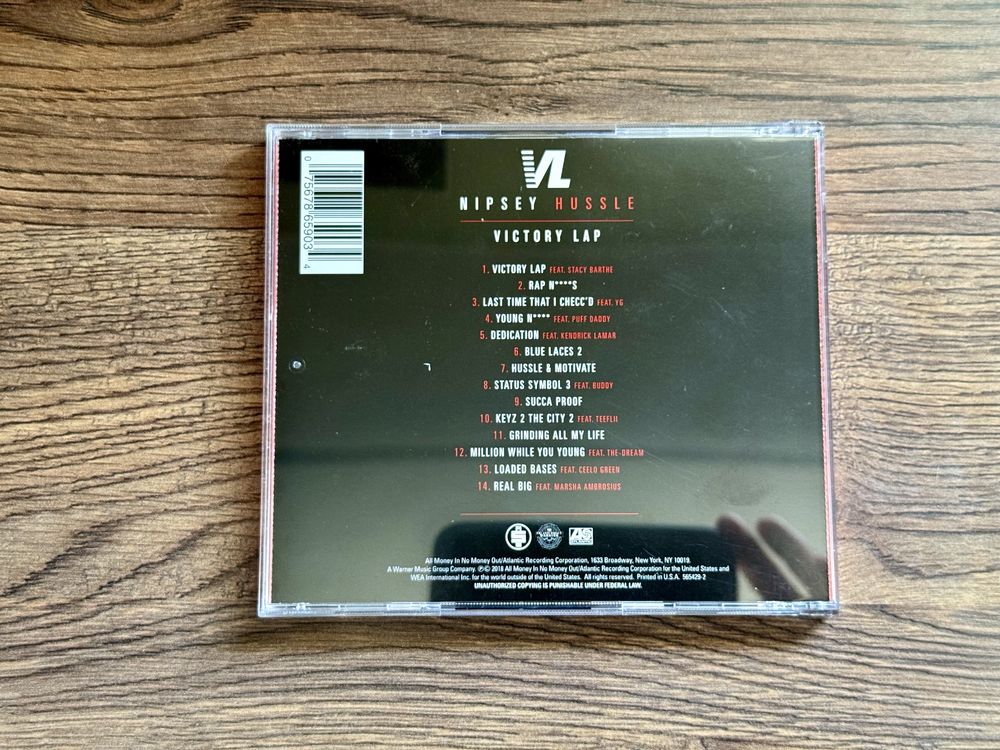 0 75678 65903 4
VL
NIPSEY HUSSLE
VICTORY LAP
1. VICTORY LAP FEAT. STACY BARTHE
2. RAP N****S
3. LAST TIME THAT I CHECC'D FEAT. YG
4. YOUNG N**** FEAT. PUFF DADDY
5. DEDICATION FEAT. KENDRICK LAMAR
6. BLUE LACES 2
7. HUSSLE & MOTIVATE
8. STATUS SYMBOL 3 FEAT. BUDDY
9. SUCCA PROOF
10. KEYZ 2 THE CITY 2 FEAT. TEEFLII
11. GRINDING ALL MY LIFE
12. MILLION WHILE YOU YOUNG FEAT. THE-DREAM
13. LOADED BASES FEAT. CEELO GREEN
14. REAL BIG FEAT. MARSHA AMBROSIUS
All Money In No Money Out/Atlantic Recording Corporation, 1633 Broadway, New York, NY 10019.
A Warner Music Group Company. ℗© 2018 All Money In No Money Out/Atlantic Recording Corporation for the United States and
WEA International Inc. for the world outside of the United States. All rights reserved. Printed in U.S.A. 565429-2
UNAUTHORIZED COPYING IS PUNISHABLE UNDER FEDERAL LAW.